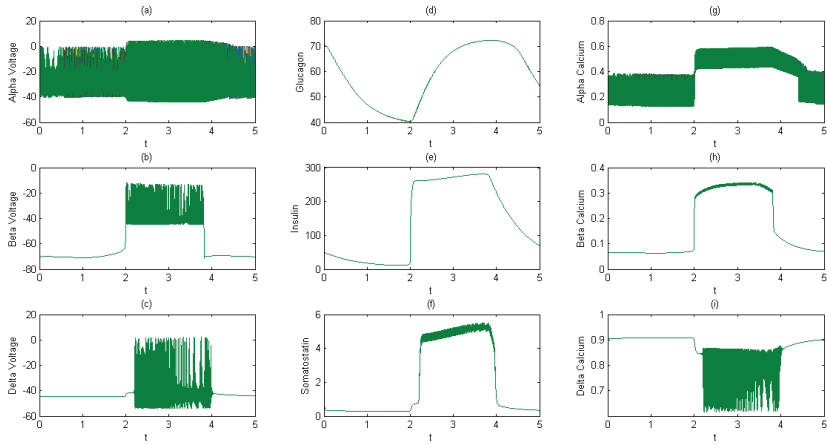 (a)
Alpha Voltage
20
0
-20
-40
-60
0 1 2 3 4 5
t
(d)
Glucagon
80
70
60
50
40
0 1 2 3 4 5
t
(g)
Alpha Calcium
0.8
0.6
0.4
0.2
0
0 1 2 3 4 5
t
(b)
Beta Voltage
0
-20
-40
-60
-80
0 1 2 3 4 5
t
(e)
Insulin
300
200
100
0
0 1 2 3 4 5
t
(h)
Beta Calcium
0.4
0.3
0.2
0.1
0
0 1 2 3 4 5
t
(c)
Delta Voltage
20
0
-20
-40
-60
0 1 2 3 4 5
t
(f)
Somatostatin
6
4
2
0
0 1 2 3 4 5
t
(i)
Delta Calcium
1
0.9
0.8
0.7
0 1 2 3 4 5
t